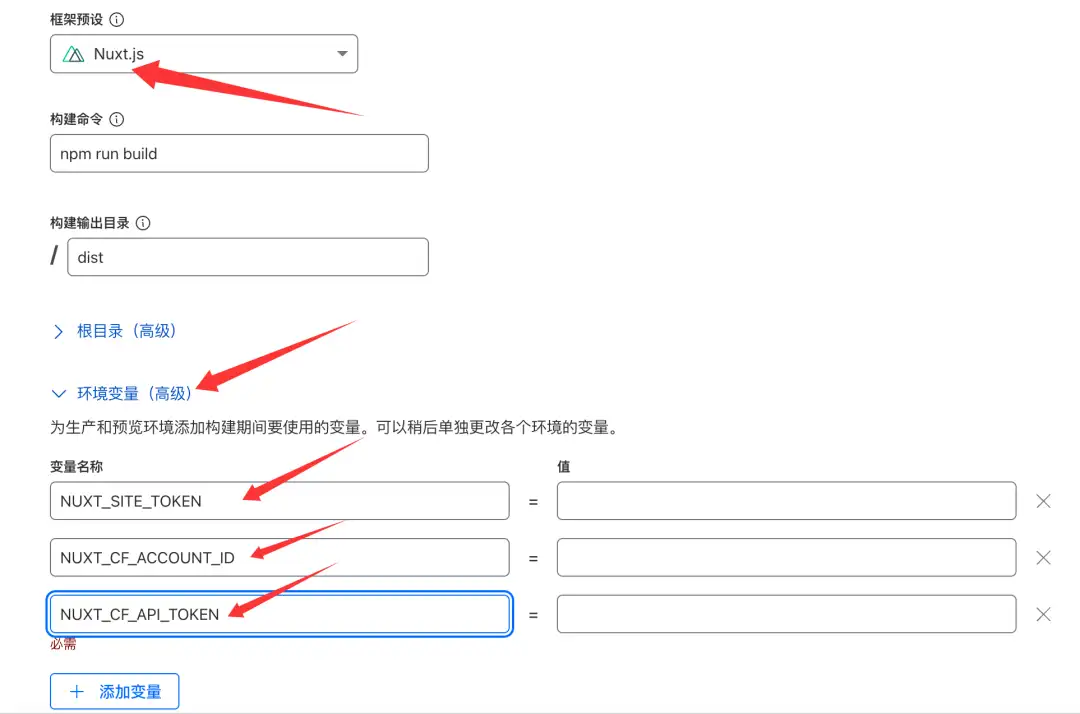 框架预设
Nuxt.js
构建命令
npm run build
构建输出目录
/ dist
根目录（高级）
环境变量（高级）
为生产和预览环境添加构建期间要使用的变量。可以稍后单独更改各个环境的变量。
变量名称 值
NUXT_SITE_TOKEN =
NUXT_CF_ACCOUNT_ID =
NUXT_CF_API_TOKEN =
必需
+ 添加变量